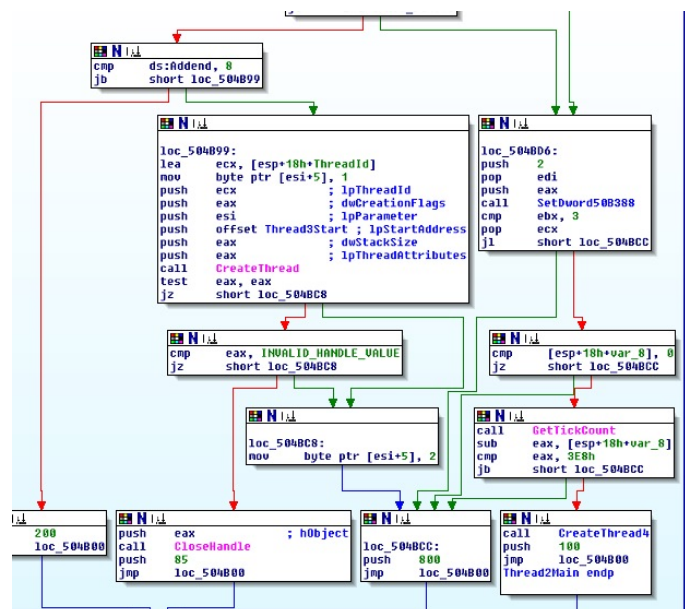 N
cmp ds:Addend, 8
jb short loc_504B99
N
loc_504B99:
lea ecx, [esp+18h+ThreadId]
mov byte ptr [esi+5], 1
push ecx ; lpThreadId
push eax ; dwCreationFlags
push esi ; lpParameter
push offset Thread3Start ; lpStartAddress
push eax ; dwStackSize
push eax ; lpThreadAttributes
call CreateThread
test eax, eax
jz short loc_504BC8
N
loc_504BD6:
push 2
pop edi
push eax
call SetDword50B388
cmp ebx, 3
pop ecx
jl short loc_504BCC
N
cmp eax, INVALID_HANDLE_VALUE
jz short loc_504BC8
N
cmp [esp+18h+var_8], 0
jz short loc_504BCC
N
loc_504BC8:
mov byte ptr [esi+5], 2
N
call GetTickCount
sub eax, [esp+18h+var_8]
cmp eax, 3E8h
jb short loc_504BCC
200
loc_504B00
N
push eax ; hObject
call CloseHandle
push 85
jmp loc_504B00
N
loc_504BCC:
push 800
jmp loc_504B00
N
call CreateThread4
push 100
jmp loc_504B00
Thread2Main endp